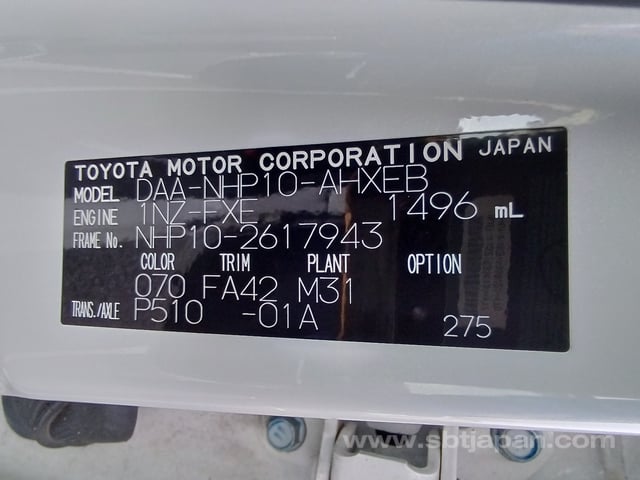 TOYOTA MOTOR CORPORATION JAPAN
MODEL DAA-NHP10-AHXEB
ENGINE 1NZ-FXE 1496 mL
FRAME No. NHP10-2617943
COLOR TRIM PLANT OPTION
070 FA42 M31
TRANS./AXLE P510 -01A 275
www.sbtjapan.com